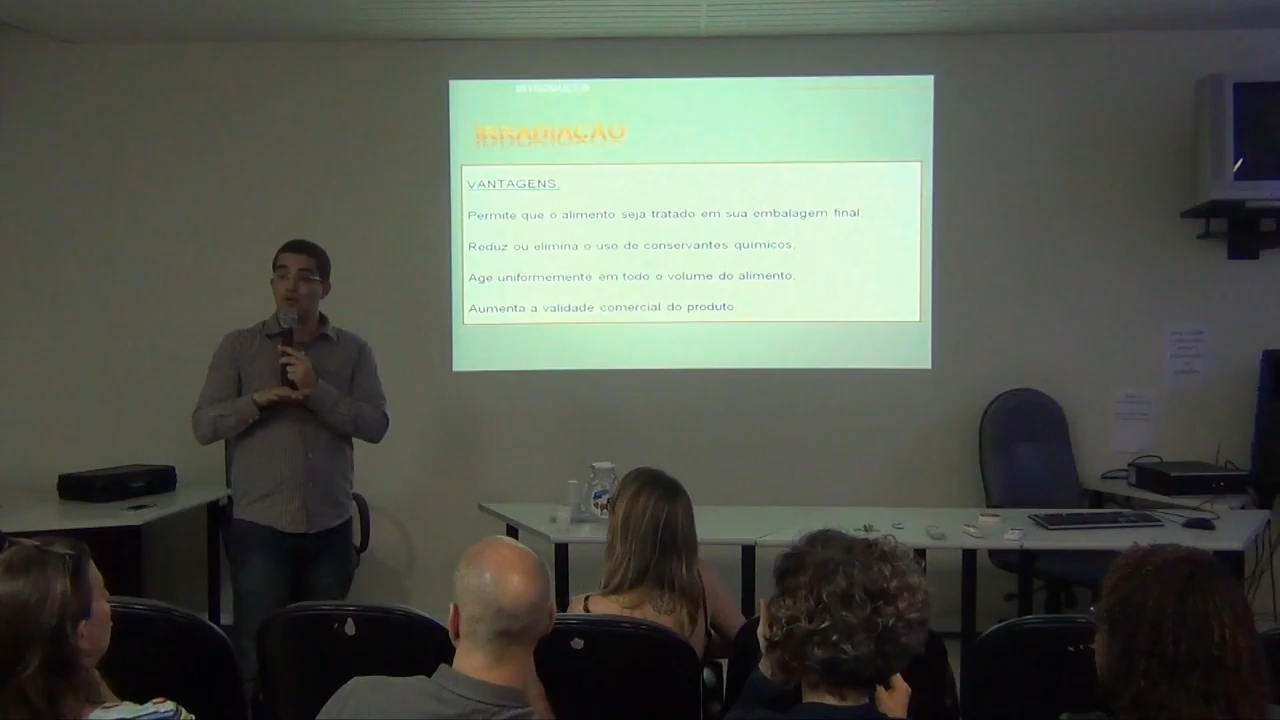 INTRODUÇÃO
IRRADIAÇÃO
VANTAGENS.
Permite que o alimento seja tratado em sua embalagem final.
Reduz ou elimina o uso de conservantes químicos.
Age uniformemente em todo o volume do alimento.
Aumenta a validade comercial do produto.